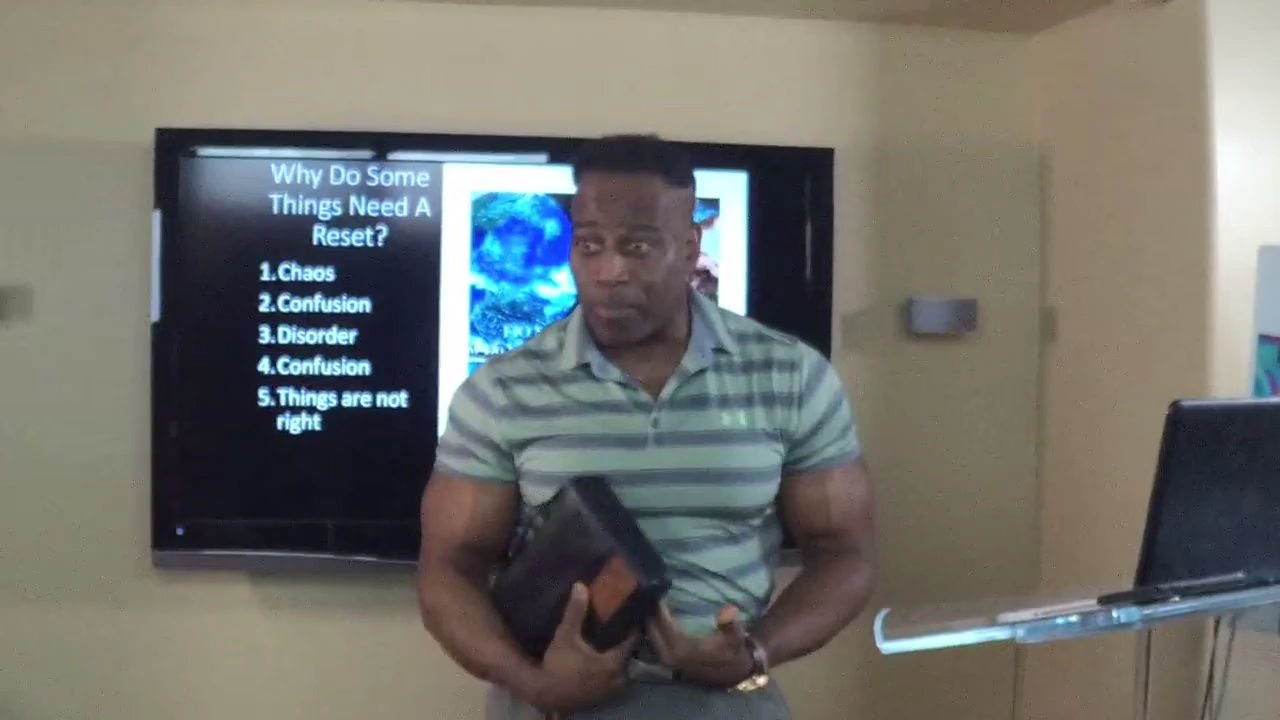 Why Do Some
Things Need A
Reset?
1. Chaos
2. Confusion
3. Disorder
4. Confusion
5. Things are not
right